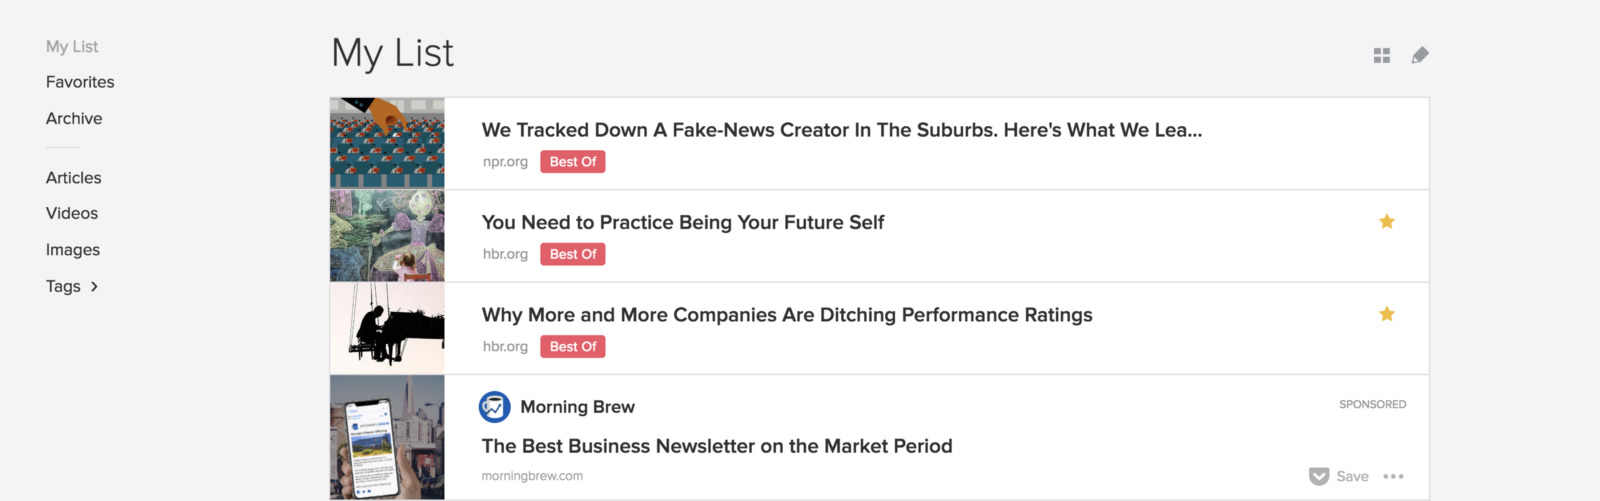 My List
Favorites
Archive
Articles
Videos
Images
Tags
My List
We Tracked Down A Fake-News Creator In The Suburbs. Here's What We Lea...
npr.org Best Of
You Need to Practice Being Your Future Self
hbr.org Best Of
Why More and More Companies Are Ditching Performance Ratings
hbr.org Best Of
Morning Brew
SPONSORED
The Best Business Newsletter on the Market Period
morningbrew.com
Save